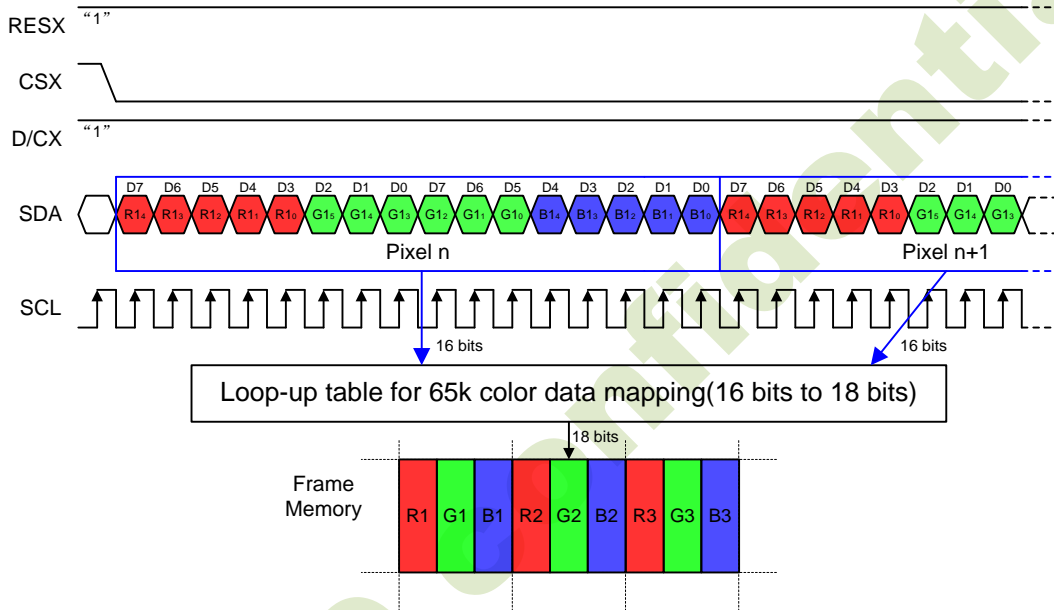 RESX "1"
CSX
D/CX "1"
D7 D6 D5 D4 D3 D2 D1 D0 D7 D6 D5 D4 D3 D2 D1 D0 D7 D6 D5 D4 D3 D2 D1 D0
SDA R14 R13 R12 R11 R10 G15 G14 G13 G12 G11 G10 B14 B13 B12 B11 B10 R14 R13 R12 R11 R10 G15 G14 G13
Pixel n Pixel n+1
SCL
16 bits 16 bits
Loop-up table for 65k color data mapping(16 bits to 18 bits)
18 bits
Frame
Memory
R1 G1 B1 R2 G2 B2 R3 G3 B3
confidentia